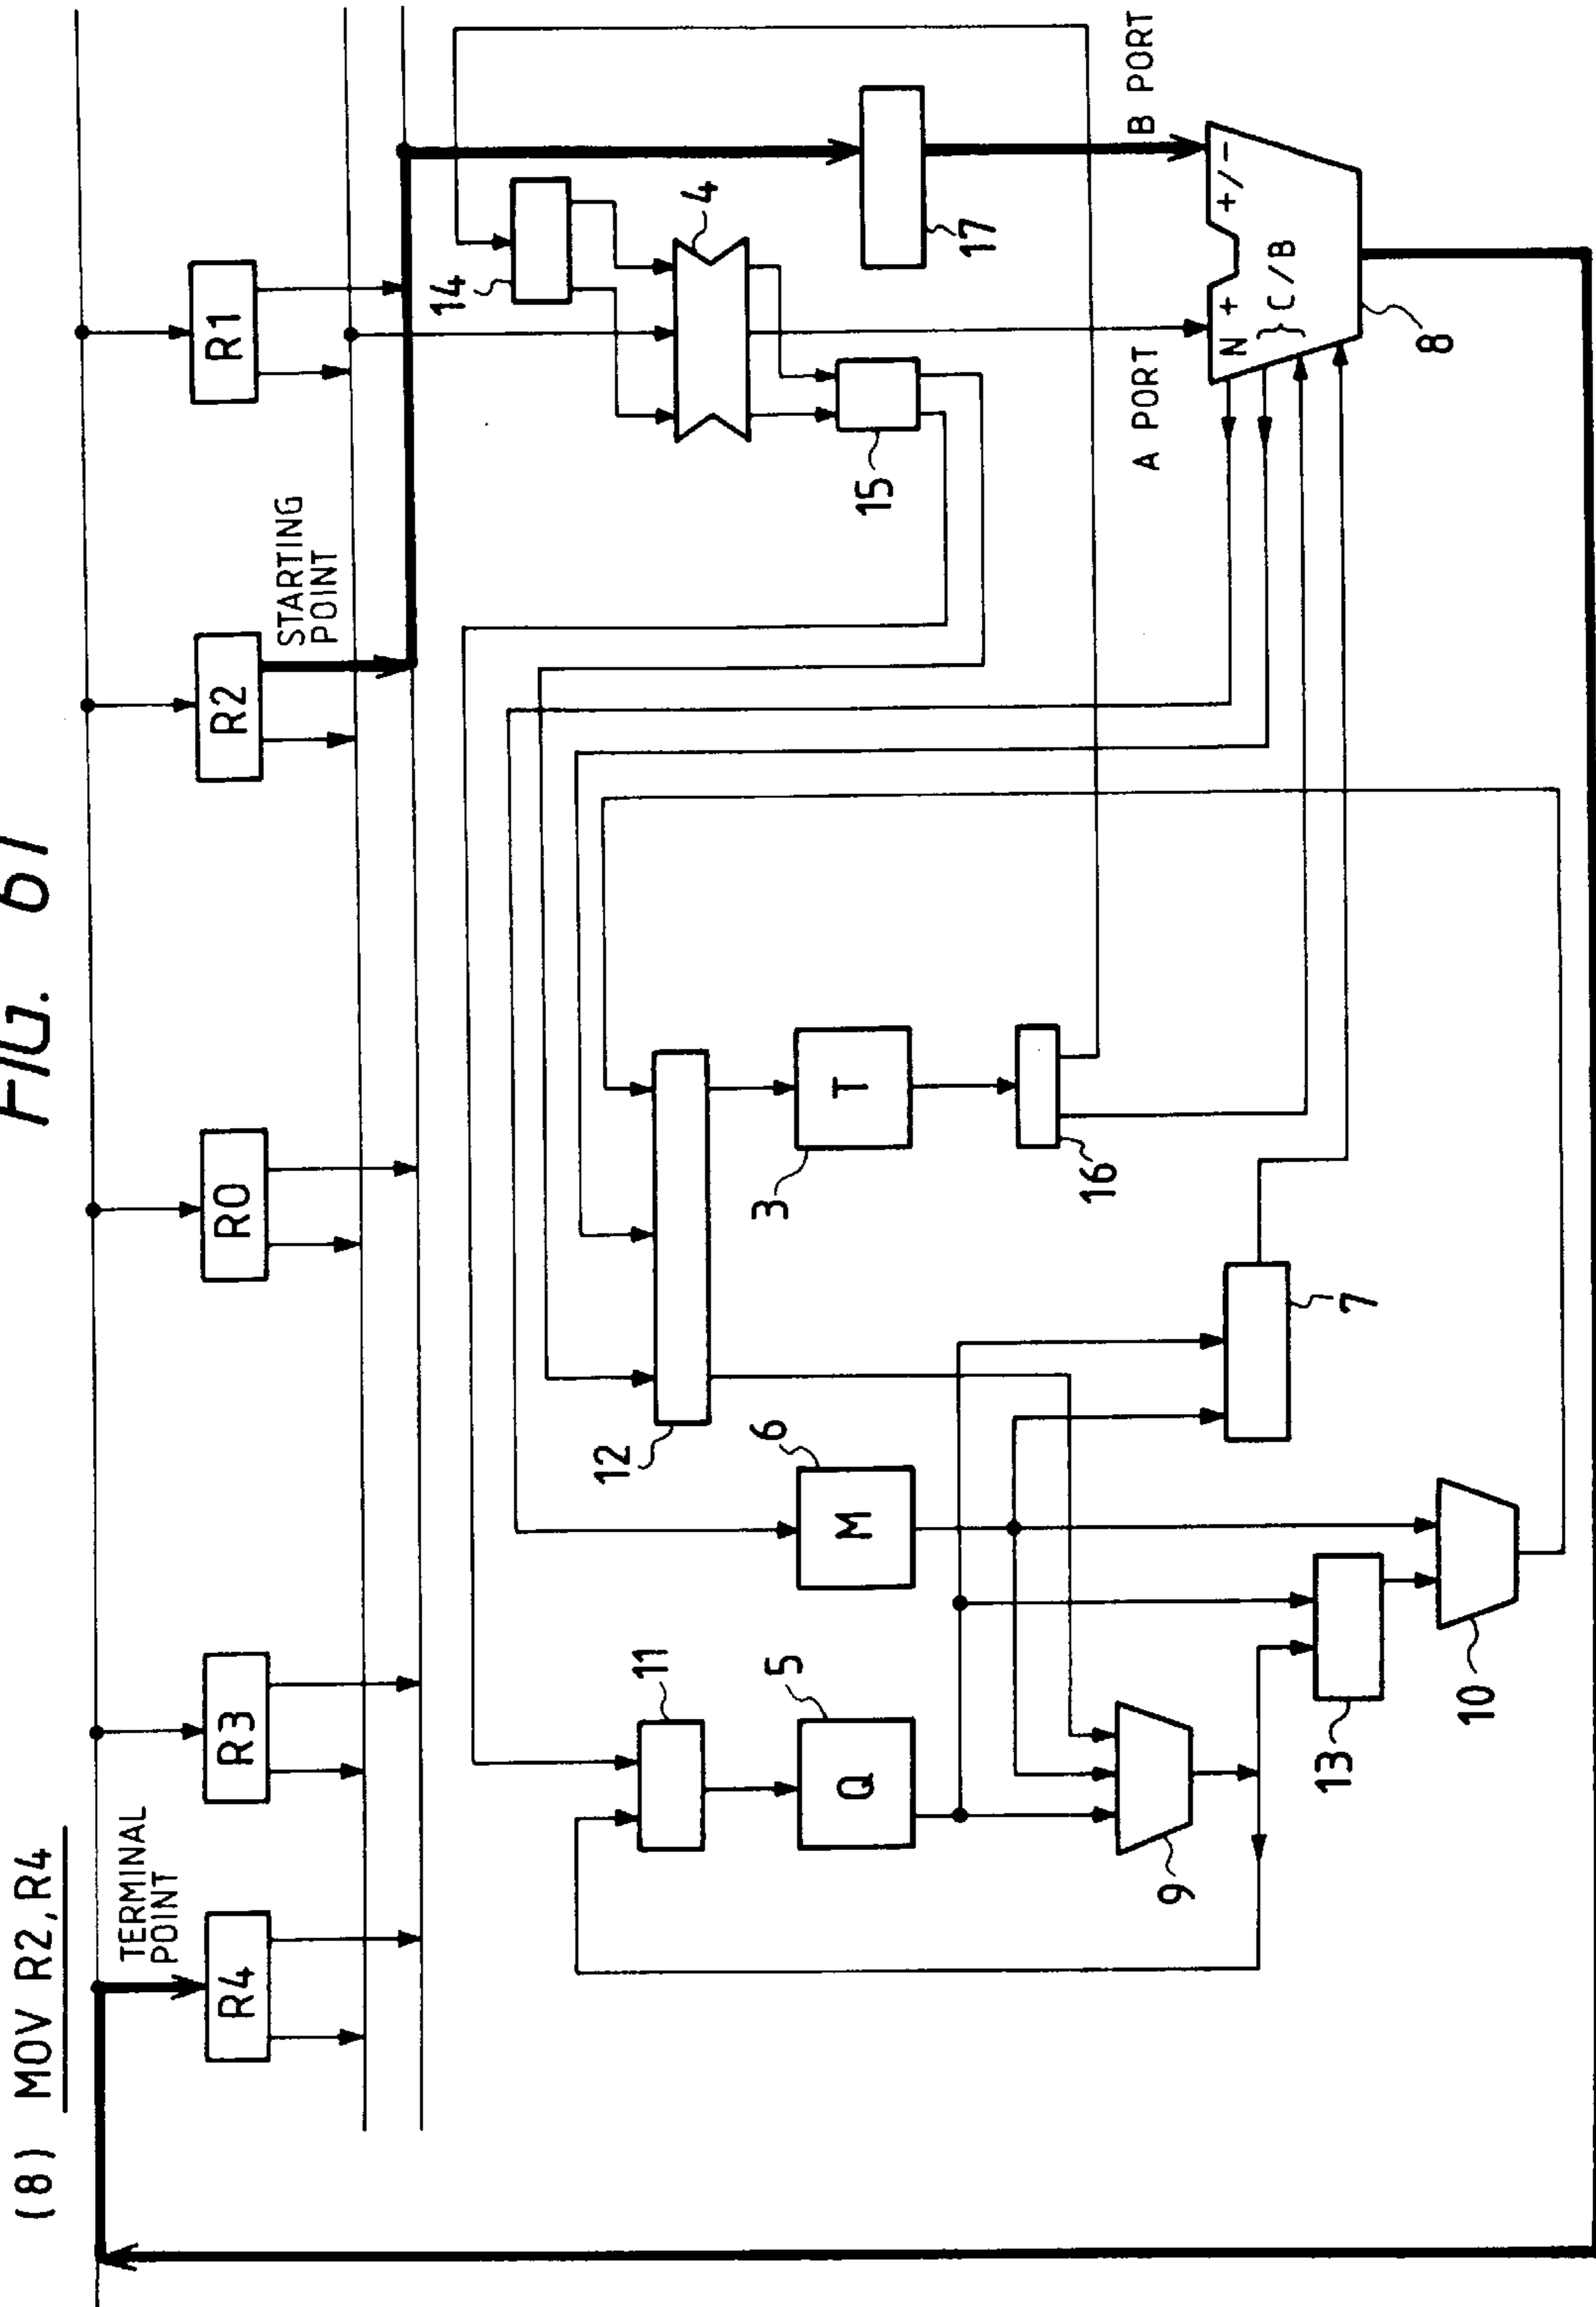 FIG. 61
(8) MOV R2,R4
TERMINAL
POINT
R4
R3
R0
R2
R1
STARTING
POINT
14
11
12
4
5
Q
6
M
3
T
15
17
16
9
7
13
10
A PORT
B PORT
N + +/-
} C/B
8